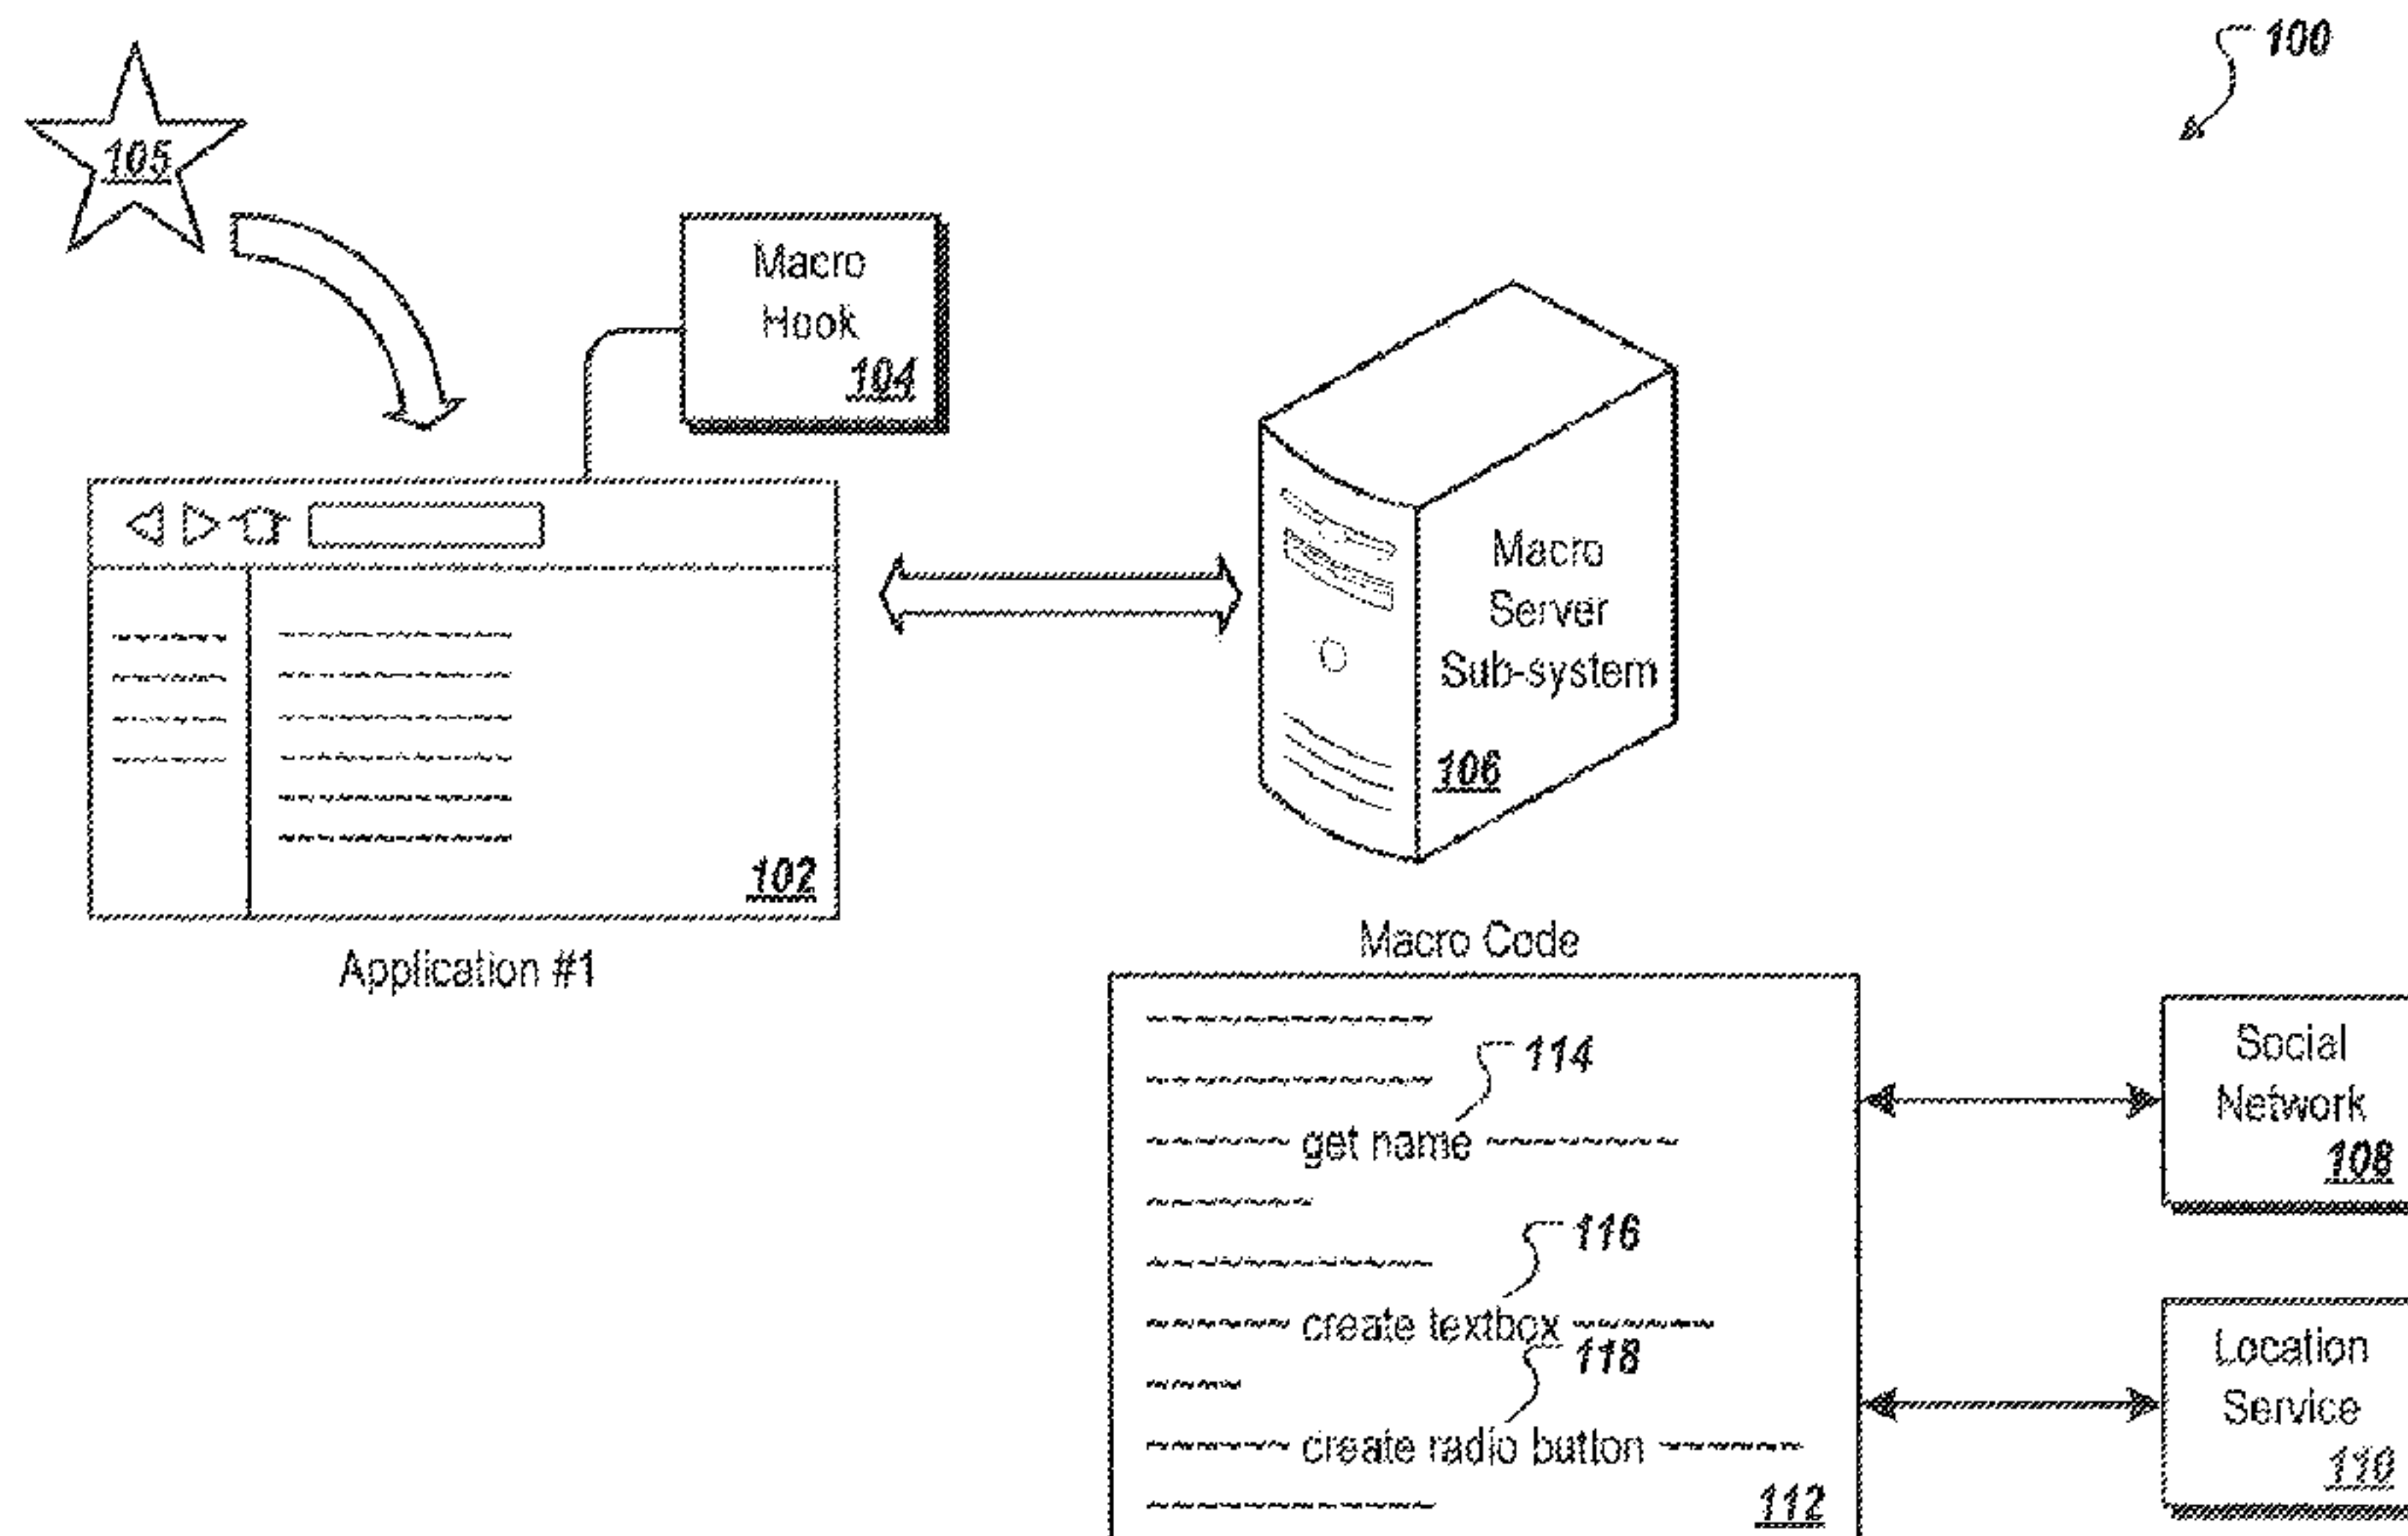 100
105
Macro
Hook
104
Macro
Server
Sub-system
106
102
Application #1
Macro Code
114
get name
116
create textbox
118
create radio button
112
Social
Network
108
Location
Service
110